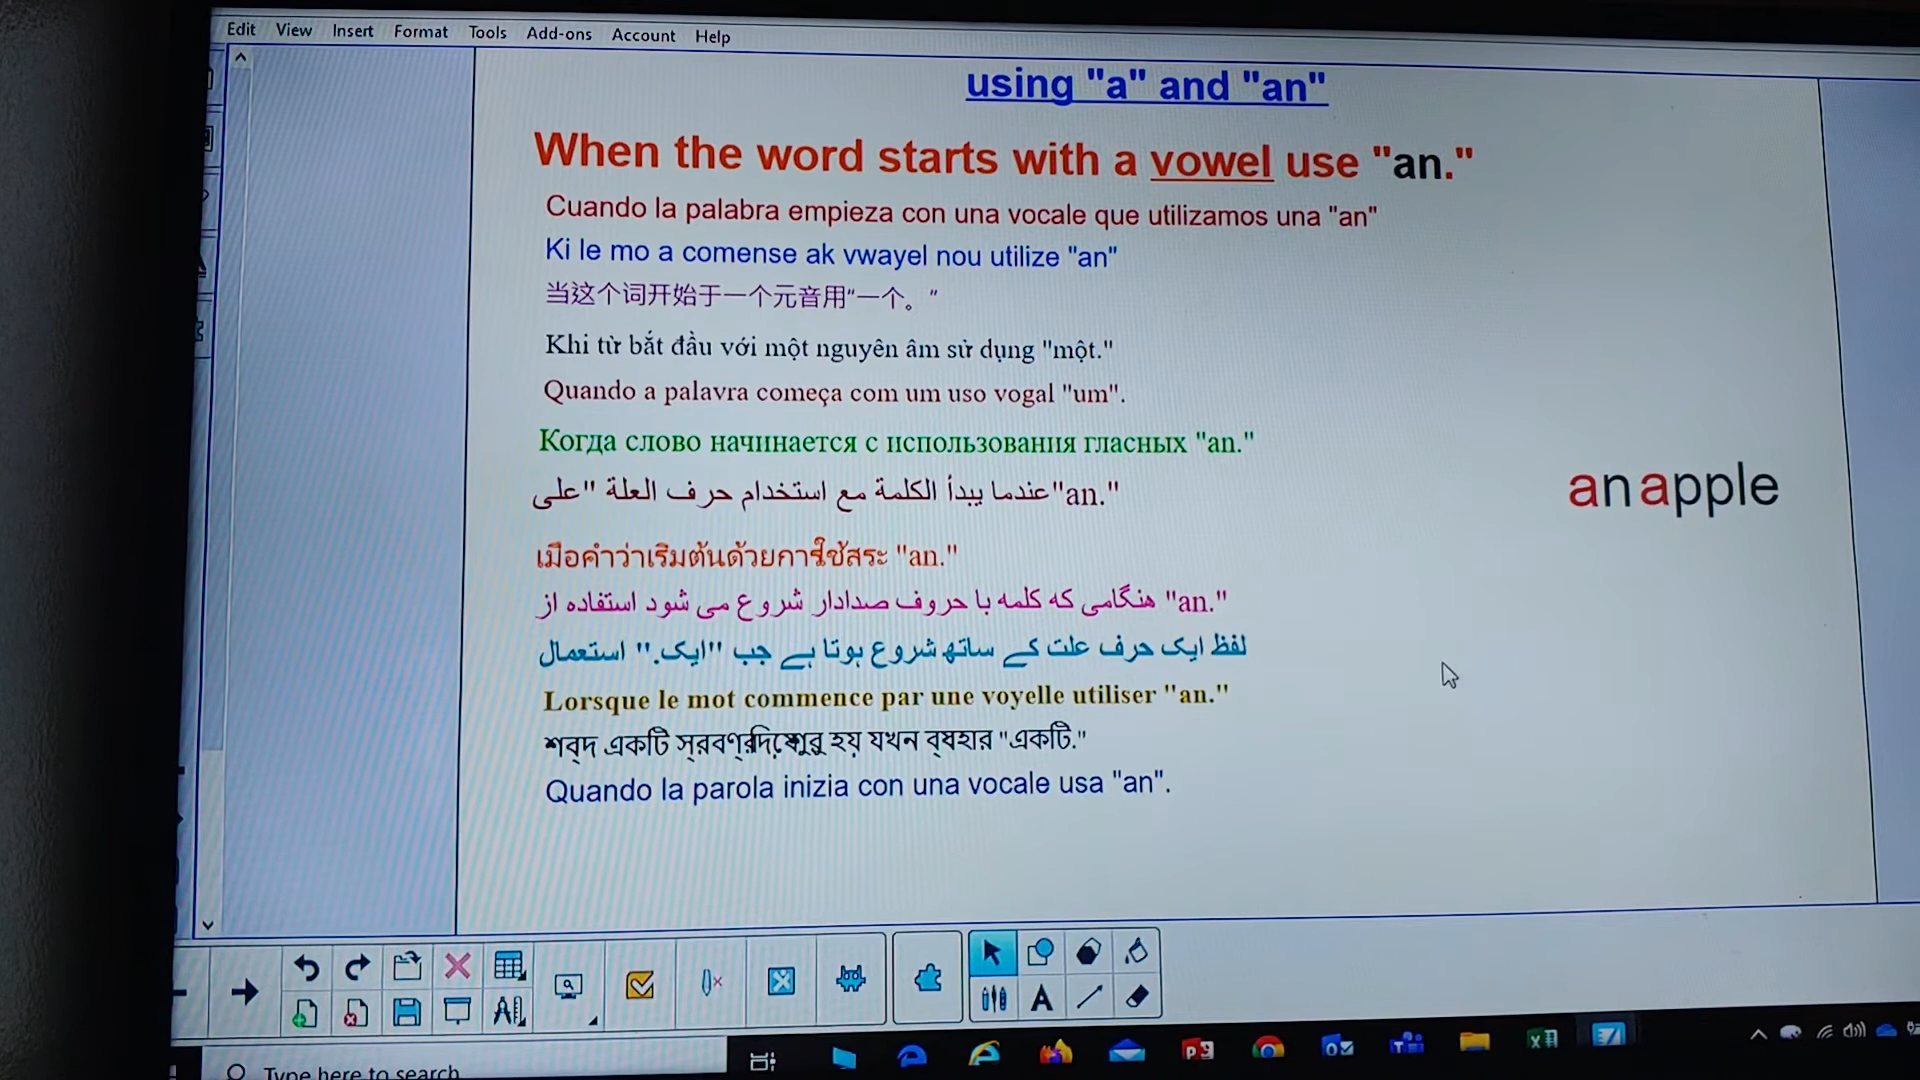 Edit View Insert Format Tools Add-ons Account Help
using "a" and "an"
When the word starts with a vowel use "an."
Cuando la palabra empieza con una vocale que utilizamos una "an"
Ki le mo a comense ak vwayel nou utilize "an"
当这个词开始于一个元音用“一个。”
Khi từ bắt đầu với một nguyên âm sử dụng "một."
Quando a palavra começa com um uso vogal "um".
Когда слово начинается с использования гласных "an."
عندما يبدأ الكلمة مع استخدام حرف العلة "على "an."
an apple
เมื่อคำว่าเริ่มต้นด้วยการใช้สระ "an."
هنگامی که کلمه با حروف صدادار شروع می شود استفاده از "an."
لفظ ایک حرف علت کے ساتھ شروع ہوتا ہے جب "ایک." استعمال
Lorsque le mot commence par une voyelle utiliser "an."
শব্দ একটি হয় যখন "একটি."
Quando la parola inizia con una vocale usa "an".
Type here to search